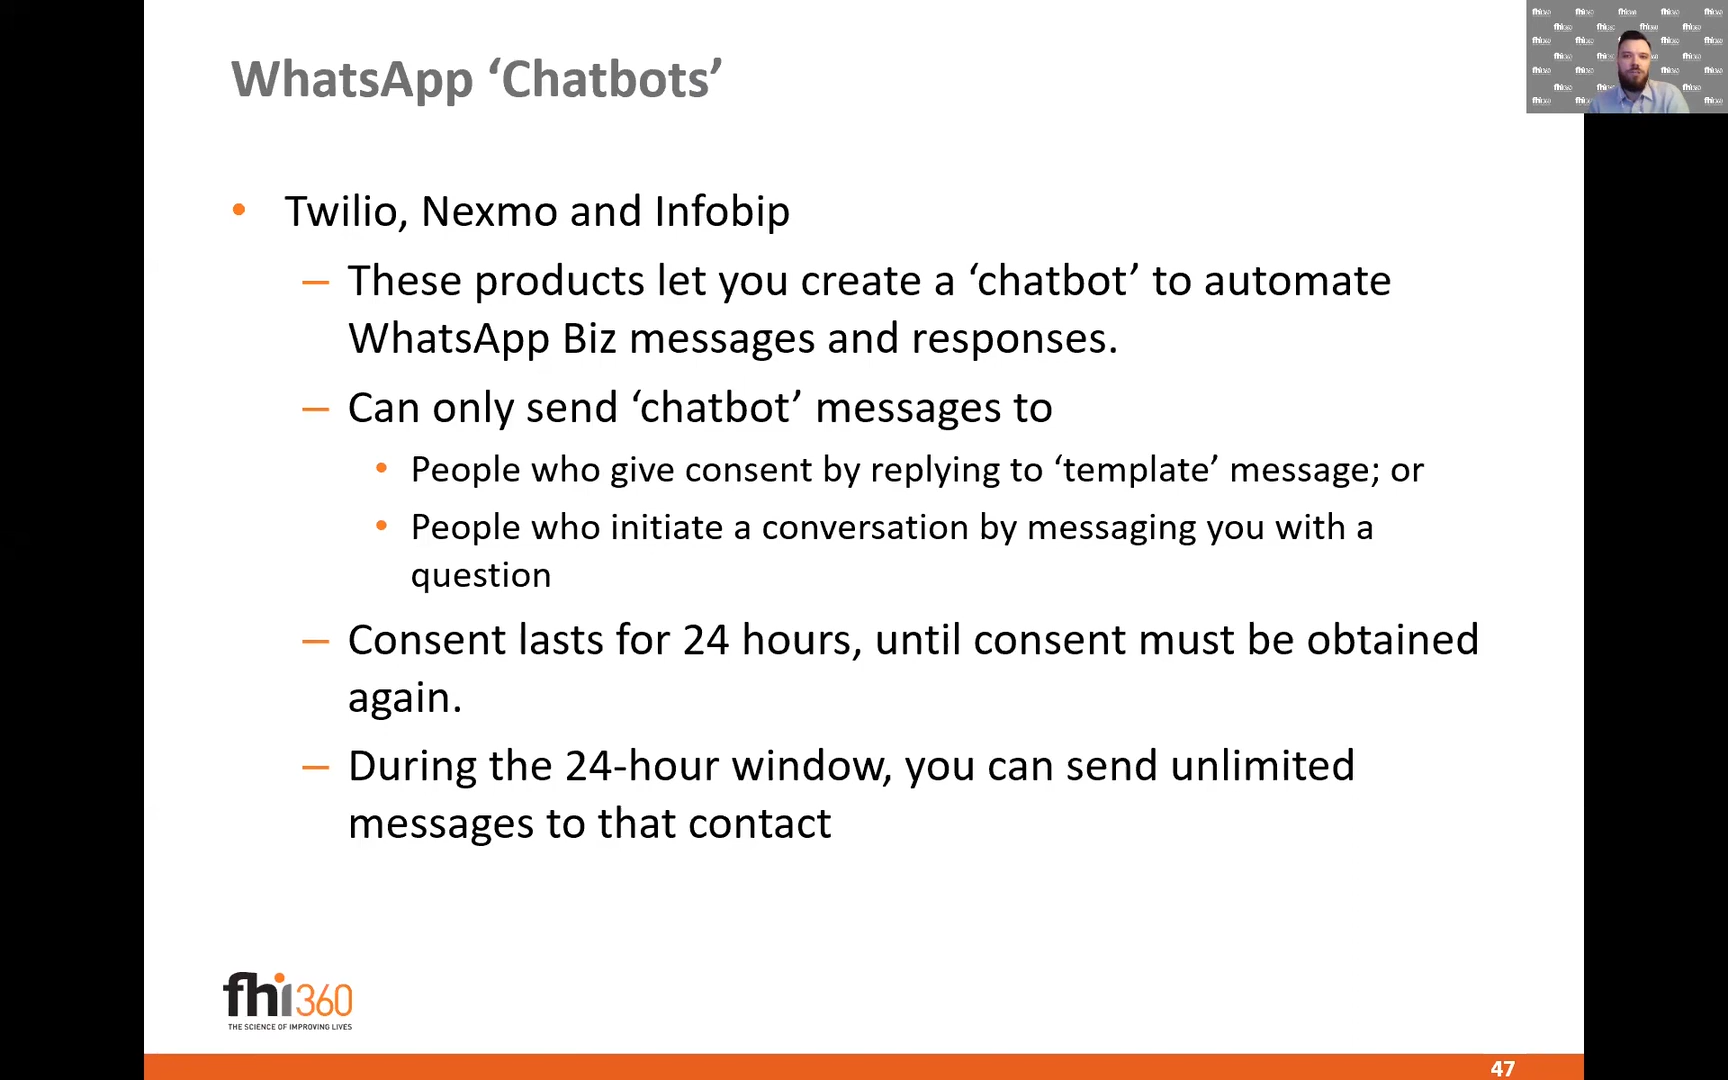 WhatsApp ‘Chatbots’
• Twilio, Nexmo and Infobip
– These products let you create a ‘chatbot’ to automate
WhatsApp Biz messages and responses.
– Can only send ‘chatbot’ messages to
• People who give consent by replying to ‘template’ message; or
• People who initiate a conversation by messaging you with a
question
– Consent lasts for 24 hours, until consent must be obtained
again.
– During the 24-hour window, you can send unlimited
messages to that contact
fhi360
THE SCIENCE OF IMPROVING LIVES
47